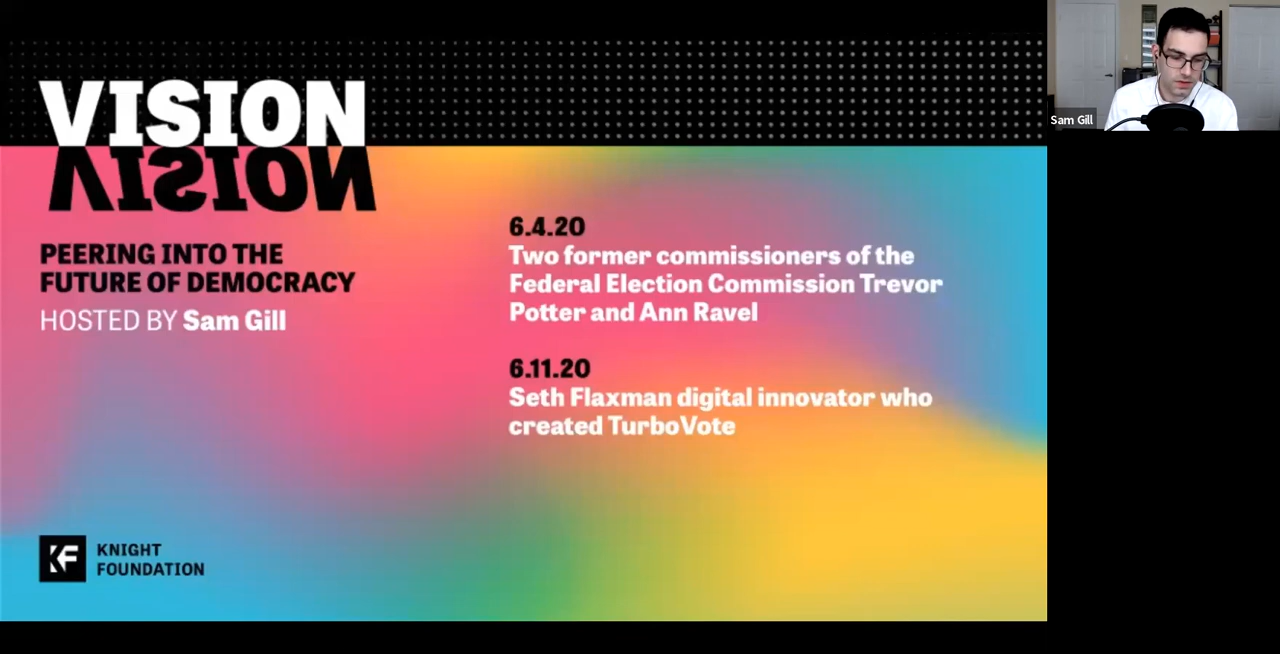 VISION
VISION
PEERING INTO THE
FUTURE OF DEMOCRACY
HOSTED BY Sam Gill
6.4.20
Two former commissioners of the
Federal Election Commission Trevor
Potter and Ann Ravel
6.11.20
Seth Flaxman digital innovator who
created TurboVote
KF
KNIGHT
FOUNDATION
Sam Gill